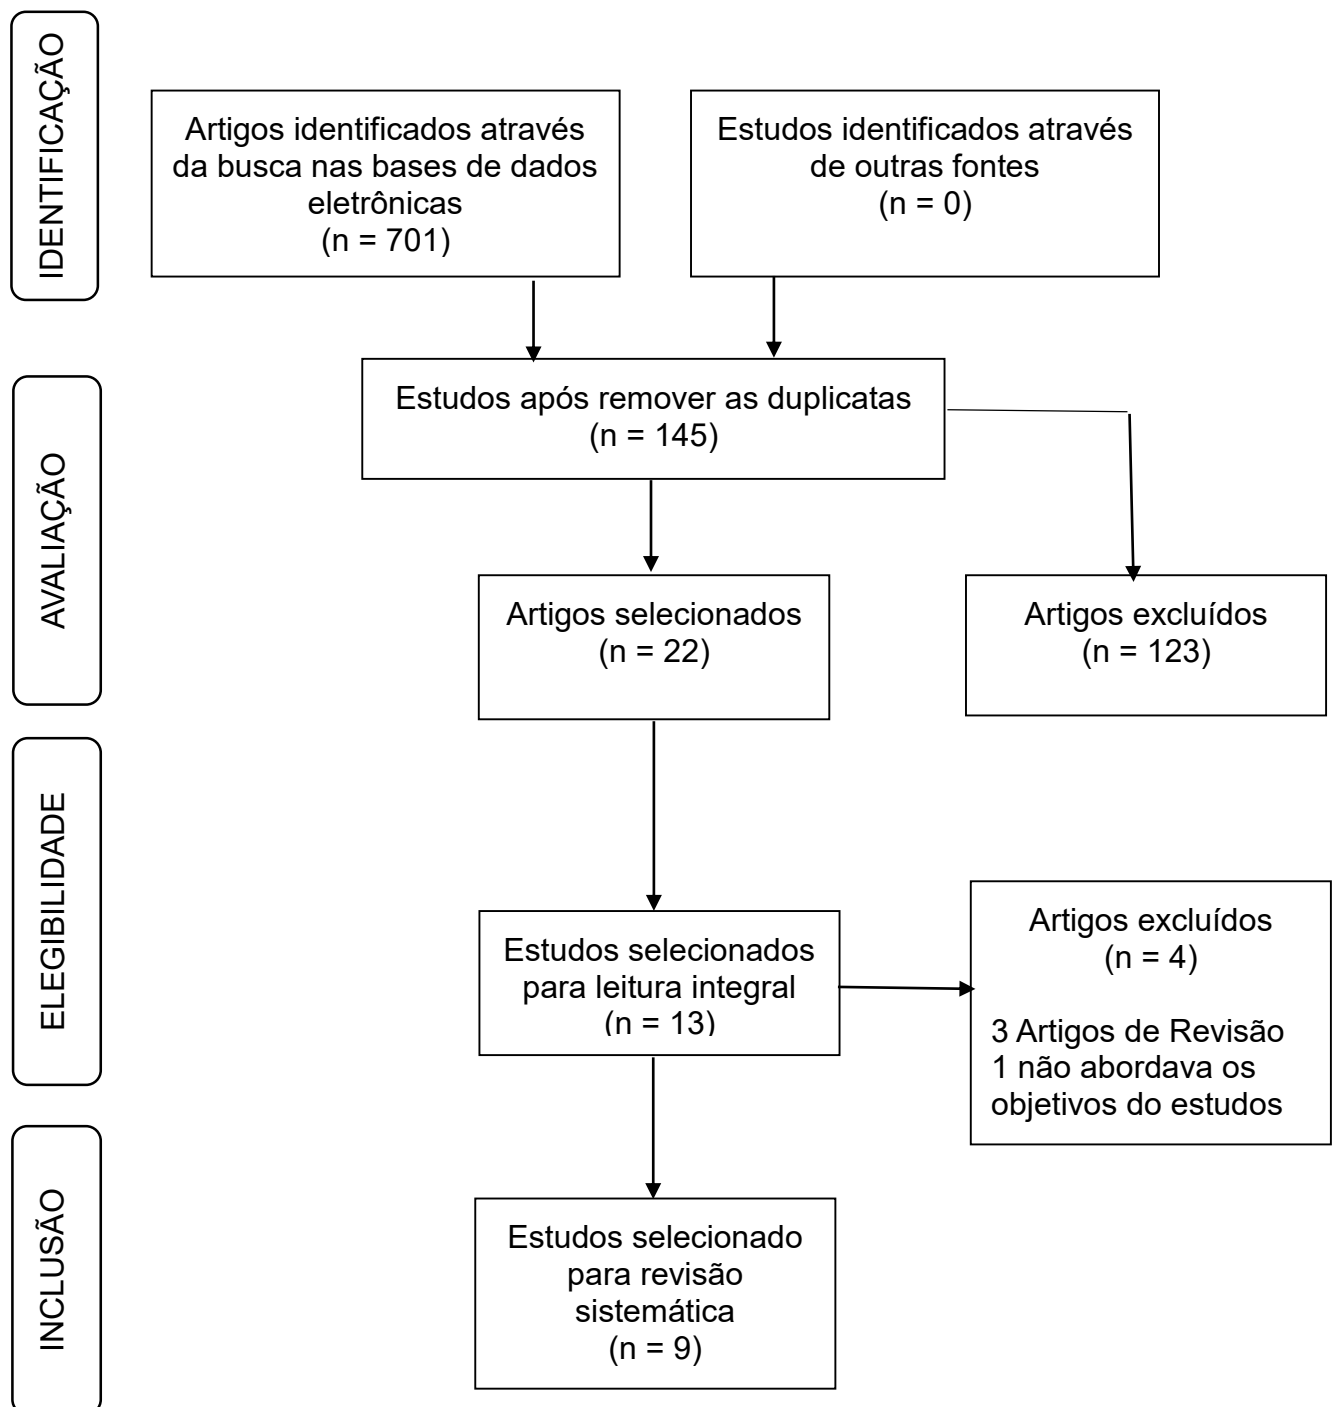 IDENTIFICAÇÃO
Artigos identificados através
da busca nas bases de dados
eletrônicas
(n = 701)
Estudos identificados através
de outras fontes
(n = 0)
AVALIAÇÃO
Estudos após remover as duplicatas
(n = 145)
Artigos selecionados
(n = 22)
Artigos excluídos
(n = 123)
ELEGIBILIDADE
Estudos selecionados
para leitura integral
(n = 13)
Artigos excluídos
(n = 4)
3 Artigos de Revisão
1 não abordava os
objetivos do estudos
INCLUSÃO
Estudos selecionado
para revisão
sistemática
(n = 9)